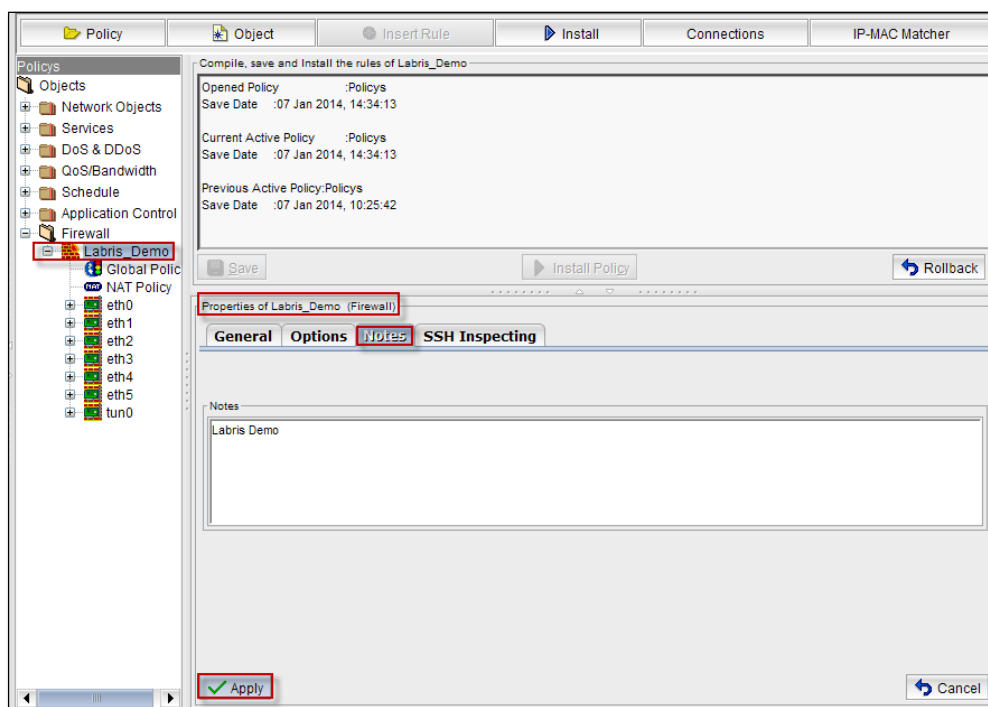 Policy
Object
Insert Rule
Install
Connections
IP-MAC Matcher
Policys
Objects
Network Objects
Services
DoS & DDoS
QoS/Bandwidth
Schedule
Application Control
Firewall
Labris_Demo
Global Polic
NAT Policy
eth0
eth1
eth2
eth3
eth4
eth5
tun0
Compile, save and Install the rules of Labris_Demo
Opened Policy :Policys
Save Date :07 Jan 2014, 14:34:13
Current Active Policy :Policys
Save Date :07 Jan 2014, 14:34:13
Previous Active Policy:Policys
Save Date :07 Jan 2014, 10:25:42
Save
Install Policy
Rollback
Properties of Labris_Demo (Firewall)
General
Options
Notes
SSH Inspecting
Notes
Labris Demo
Apply
Cancel